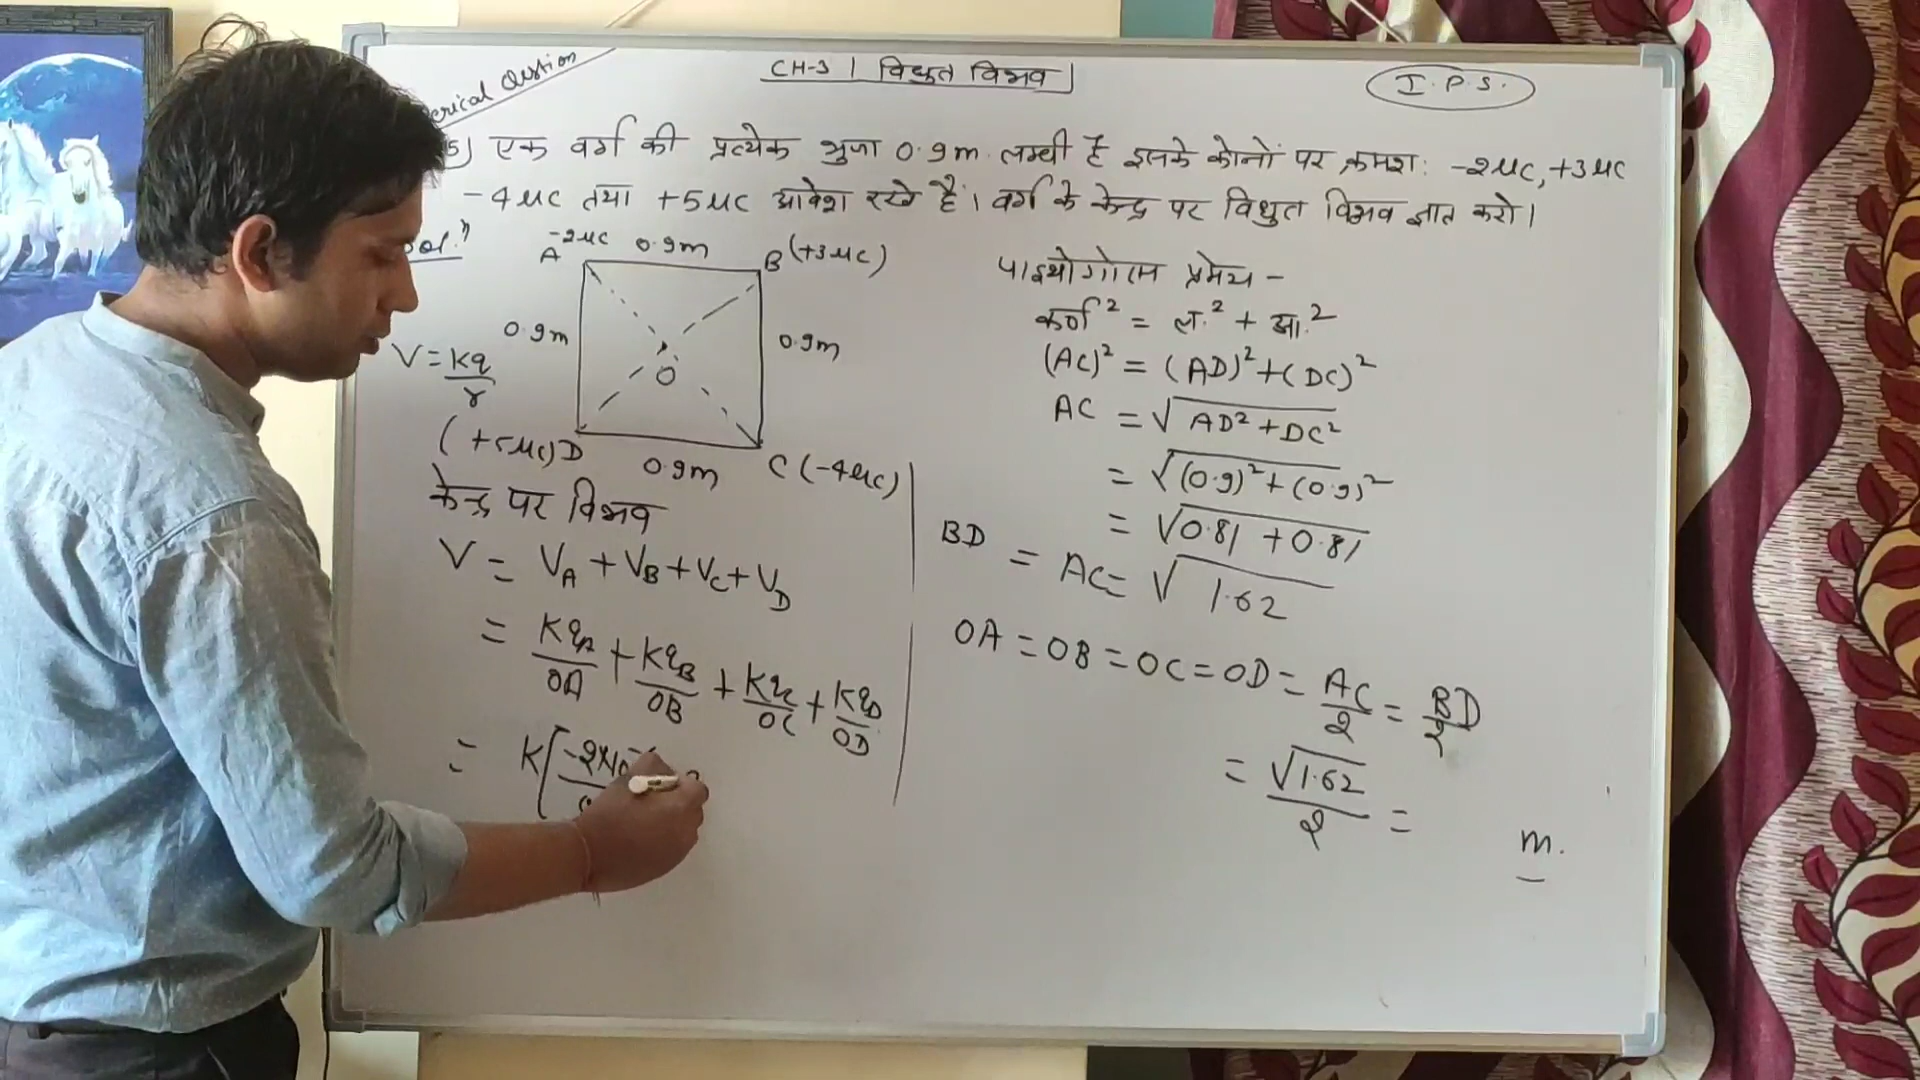 erical Question
CH-3 | विद्युत विभव |
I.P.S.
5) एक वर्ग की प्रत्येक भुजा 0.9m. लम्बी है इसके कोनों पर क्रमशः -2μC, +3μC
-4μC तथा +5μC आवेश रखे है। वर्ग के केन्द्र पर विद्युत विभव ज्ञात करो।
Sol.ⁿ
A -2μC 0.9m B (+3μC)
0.9m 0.9m
O
V = Kq/r
(+5μC) D 0.9m C (-4μC)
केन्द्र पर विभव
V = V_A + V_B + V_C + V_D
= Kq_A/OA + Kq_B/OB + Kq_C/OC + Kq_D/OD
= K[-2×10
पाइथोगोरस प्रमेय -
कर्ण² = ल.² + आ.²
(AC)² = (AD)² + (DC)²
AC = √AD² + DC²
= √(0.9)² + (0.9)²
= √0.81 + 0.81
BD = AC = √1.62
OA = OB = OC = OD = AC/2 = BD/2
= √1.62/2 = m.